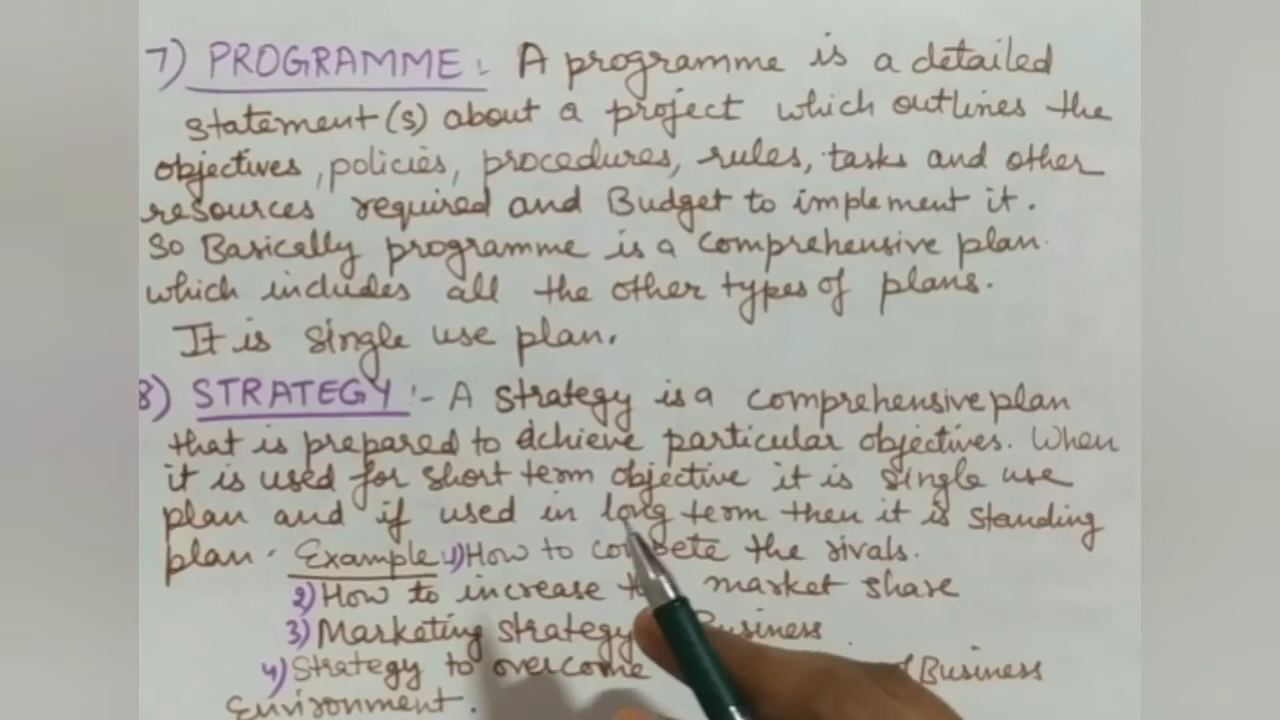 7) PROGRAMME :- A programme is a detailed
statement(s) about a project which outlines the
objectives, policies, procedures, rules, tasks and other
resources required and Budget to implement it.
So Basically programme is a comprehensive plan
which includes all the other types of plans.
It is single use plan.
8) STRATEGY :- A strategy is a comprehensive plan
that is prepared to achieve particular objectives. When
it is used for short term objective it is single use
plan and if used in long term then it is standing
plan. Example 1) How to compete the rivals.
2) How to increase the market share
3) Marketing strategy Business
4) Strategy to overcome Business
Environment.